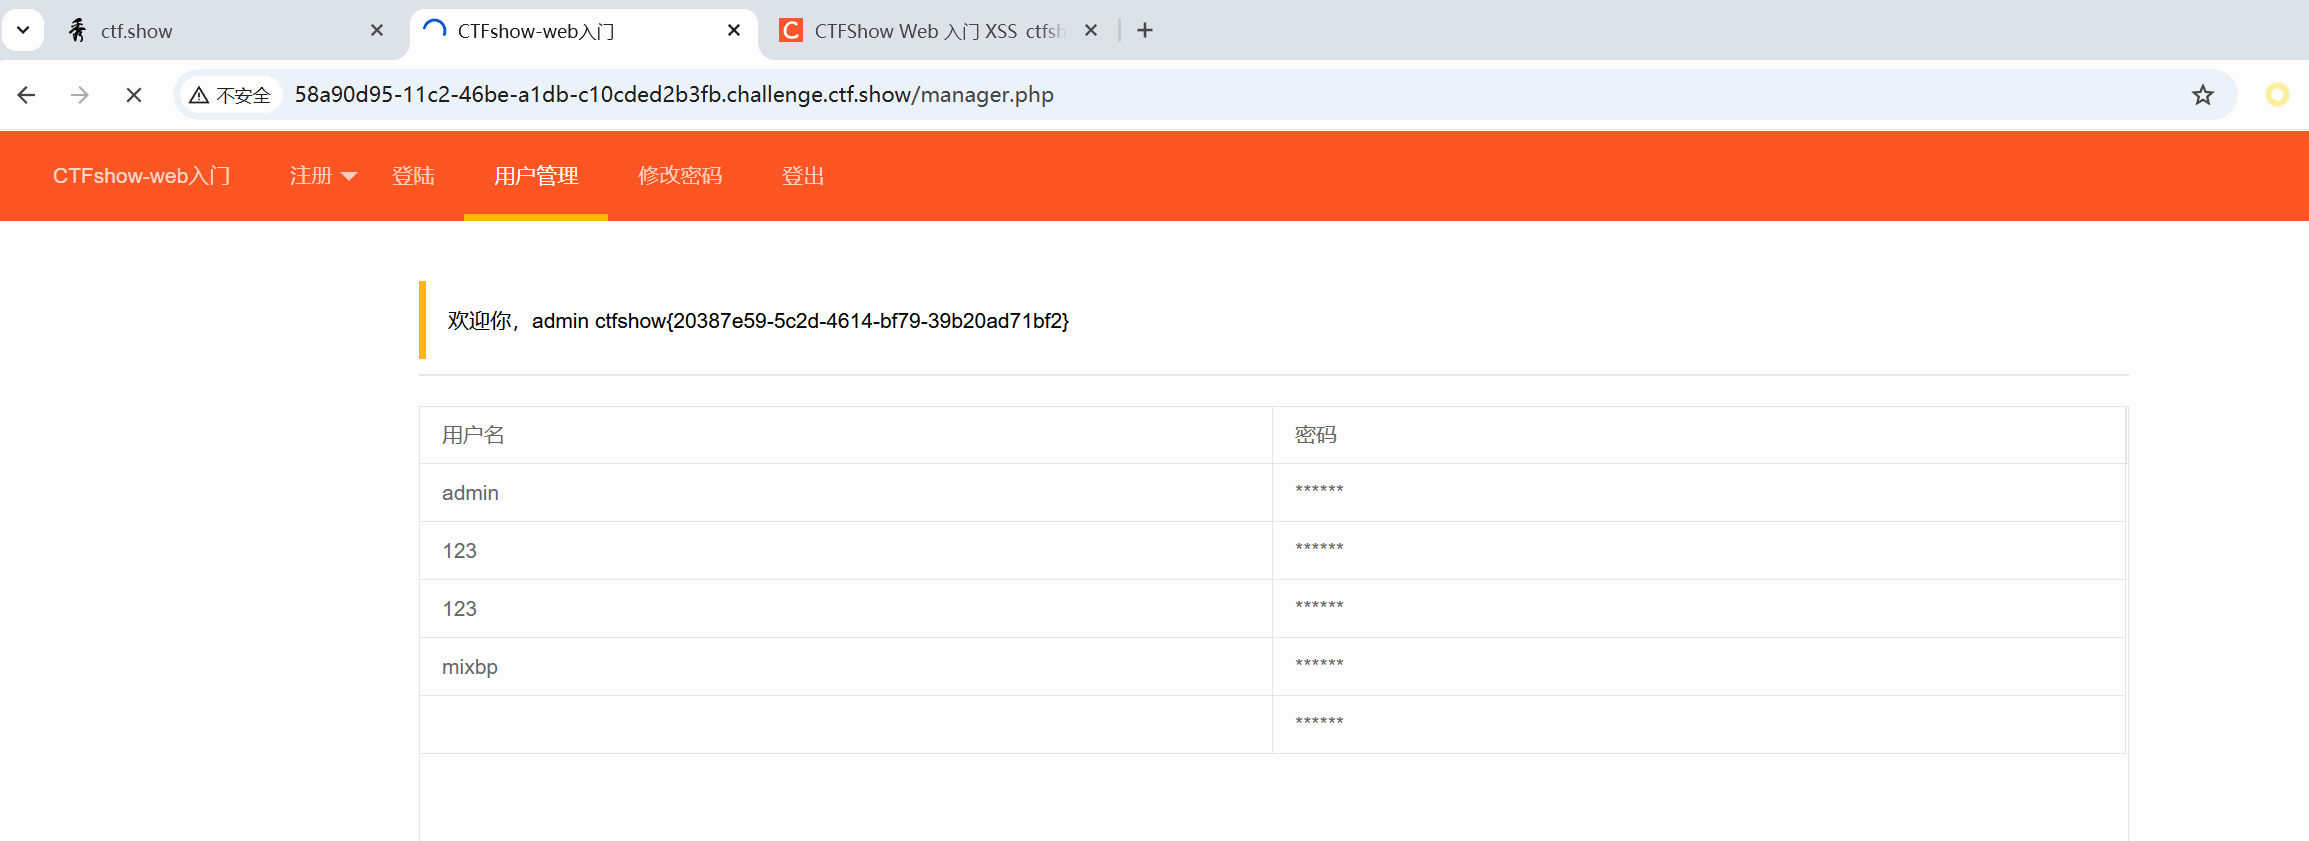 ctf.show
CTFshow-web入门
CTFShow Web 入门 XSS ctfsh
不安全
58a90d95-11c2-46be-a1db-c10cded2b3fb.challenge.ctf.show/manager.php
CTFshow-web入门 注册 登陆 用户管理 修改密码 登出
欢迎你，admin ctfshow{20387e59-5c2d-4614-bf79-39b20ad71bf2}
用户名 密码
admin ******
123 ******
123 ******
mixbp ******
******